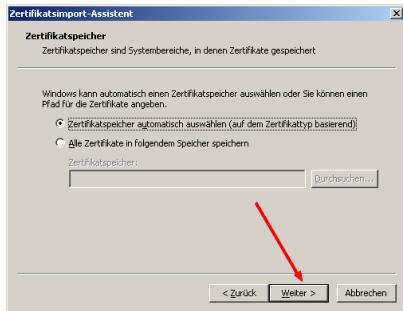 Zertifikatsimport-Assistent
Zertifikatspeicher
Zertifikatspeicher sind Systembereiche, in denen Zertifikate gespeichert
Windows kann automatisch einen Zertifikatspeicher auswählen oder Sie können einen
Pfad für die Zertifikate angeben.
Zertifikatspeicher automatisch auswählen (auf dem Zertifikattyp basierend)
Alle Zertifikate in folgendem Speicher speichern
Zertifikatspeicher:
Durchsuchen...
< Zurück Weiter > Abbrechen